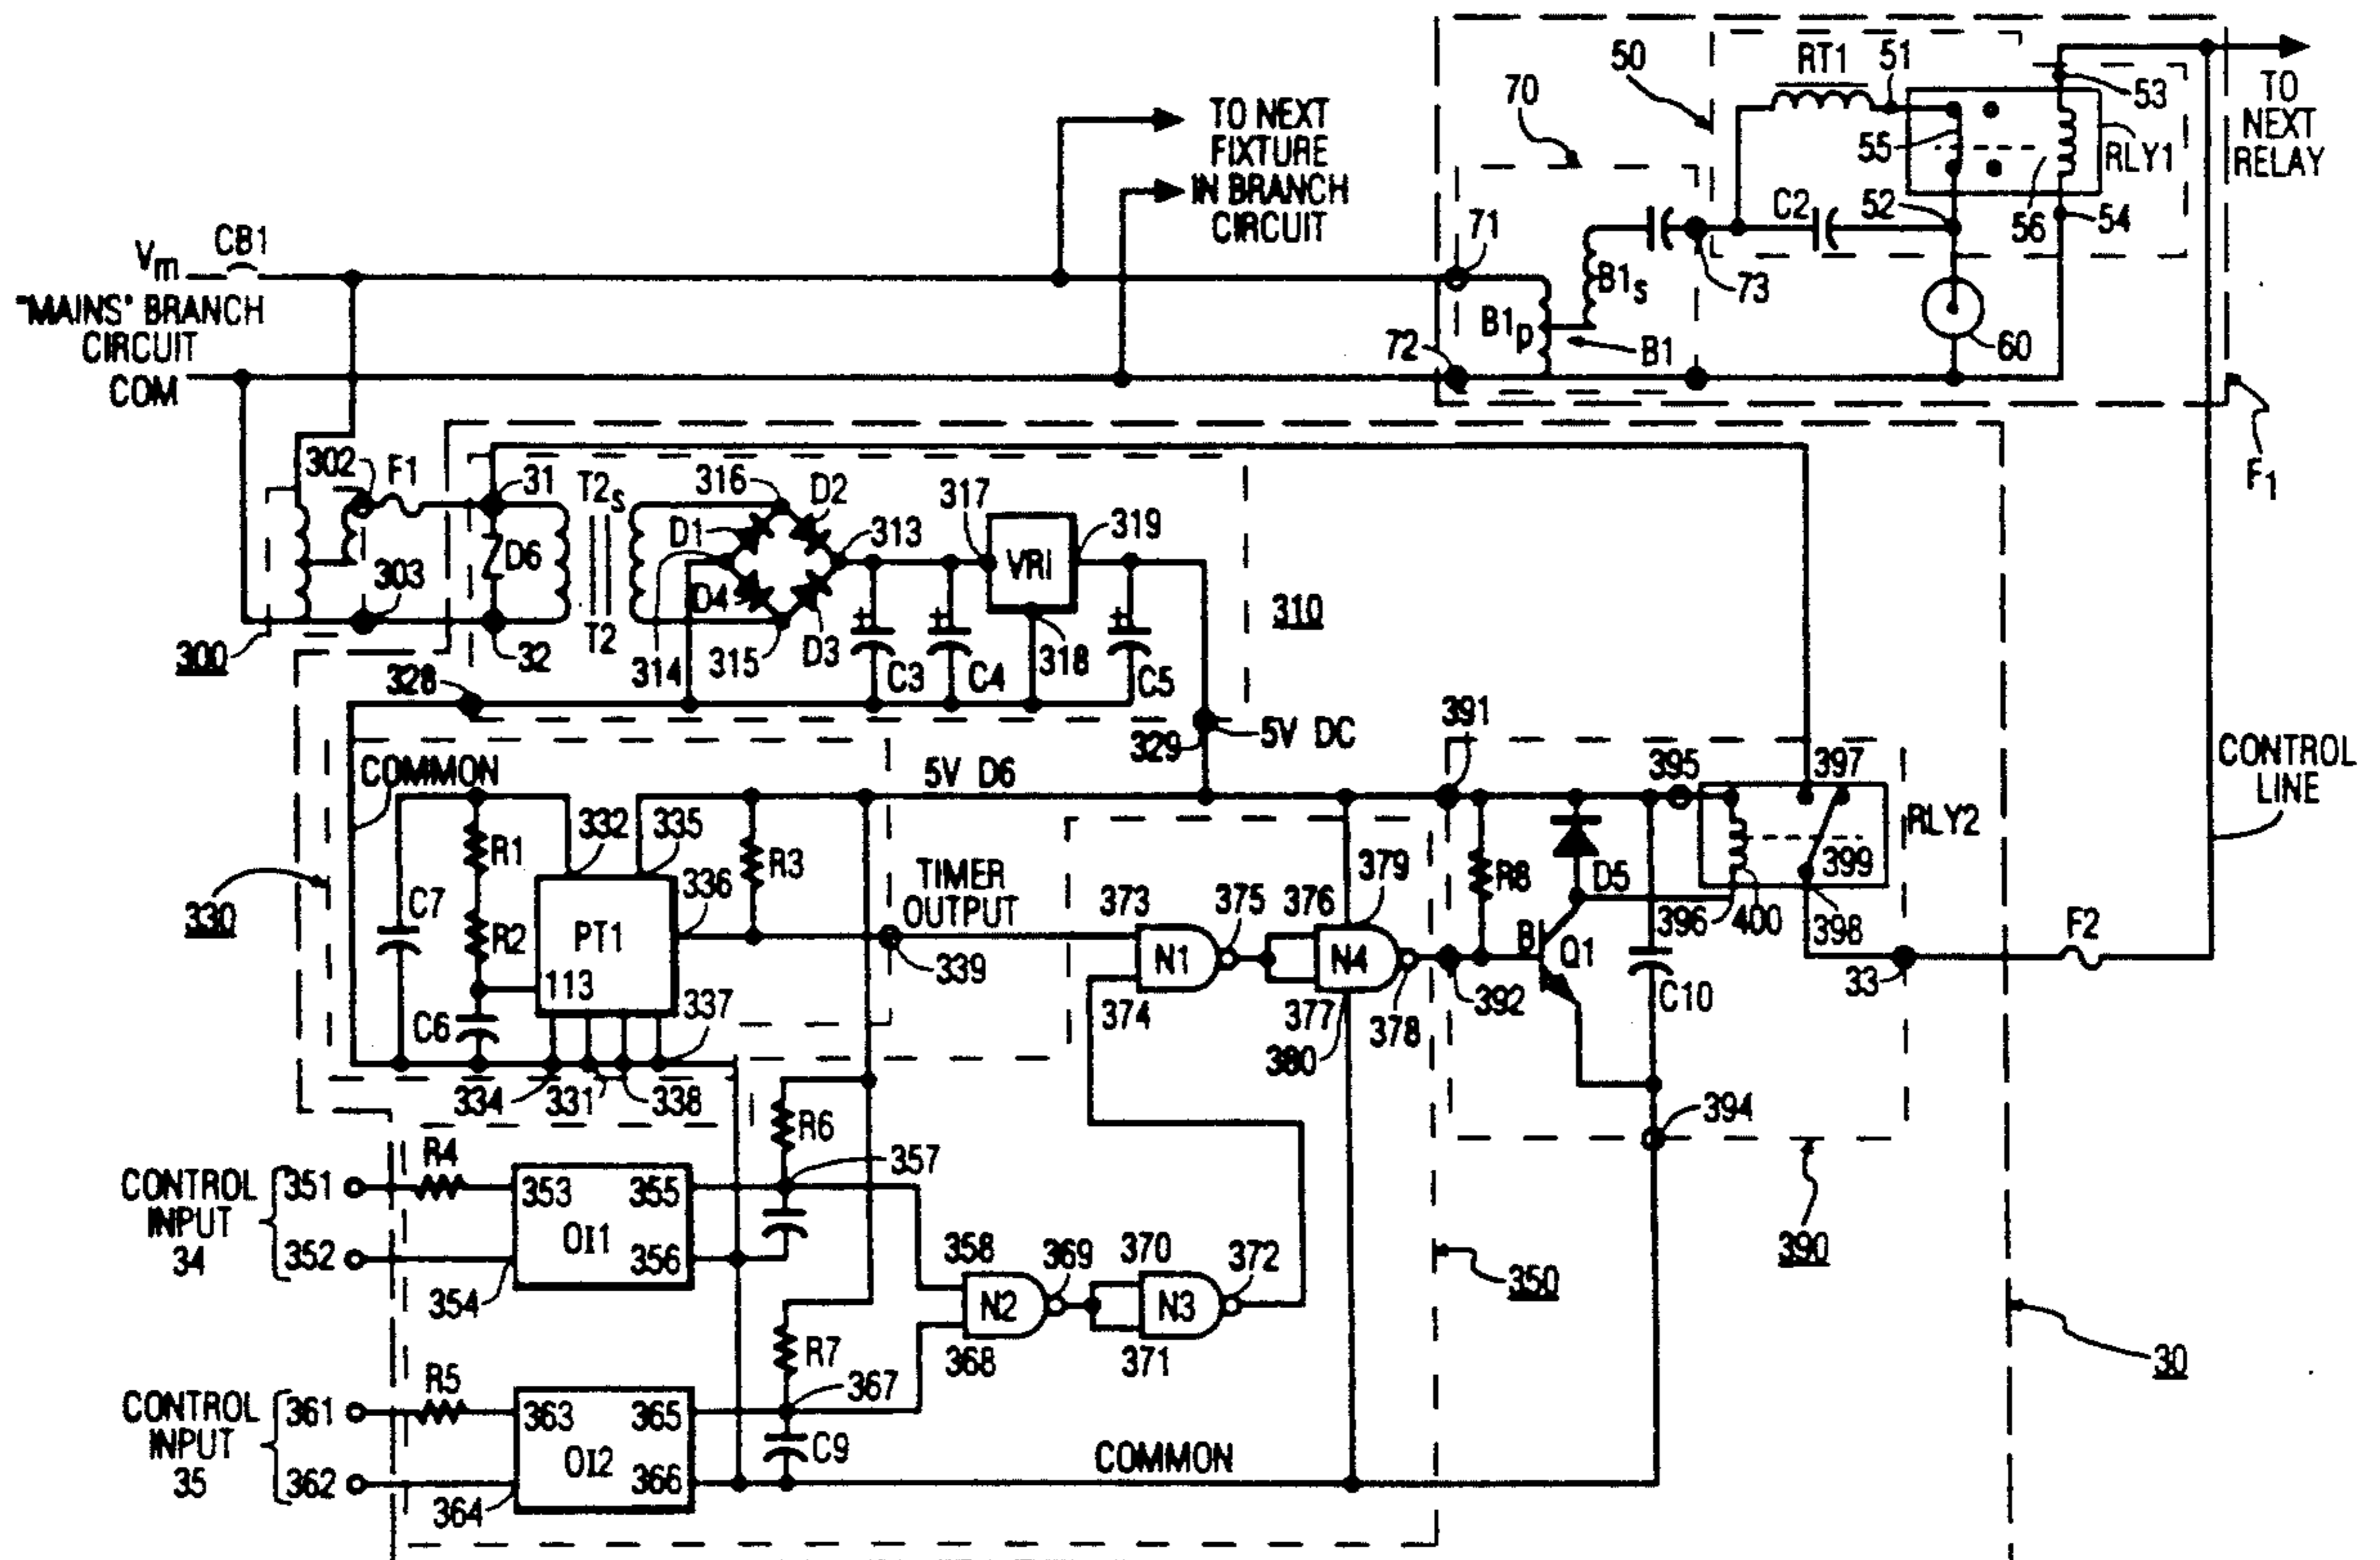 50
RT1
51
53
TO
NEXT
RELAY
TO NEXT
FIXTURE
IN BRANCH
CIRCUIT
70
55
RLY1
C2
52
56
54
71
Vm
CB1
"MAINS" BRANCH
CIRCUIT
COM
B1s
73
B1p
72
B1
60
F1
302
F1
31
T2s
316
D2
317
319
D1
313
D6
VR1
303
D4
310
300
32
T2
314
315
D3
C3
C4
318
C5
328
391
329
5V DC
COMMON
5V D6
395
397
CONTROL
LINE
332
335
RLY2
R1
R3
TIMER
OUTPUT
379
R8
D5
399
336
C7
330
R2
PT1
373
375
376
396
400
398
F2
N1
N4
B
Q1
339
113
C6
337
374
377
378
392
C10
33
380
334
331
338
R6
394
CONTROL
INPUT
34
351
352
R4
353
355
357
OI1
356
354
358
369
370
372
390
350
N2
N3
R7
368
371
30
CONTROL
INPUT
35
361
362
R5
363
365
367
OI2
366
C9
COMMON
364